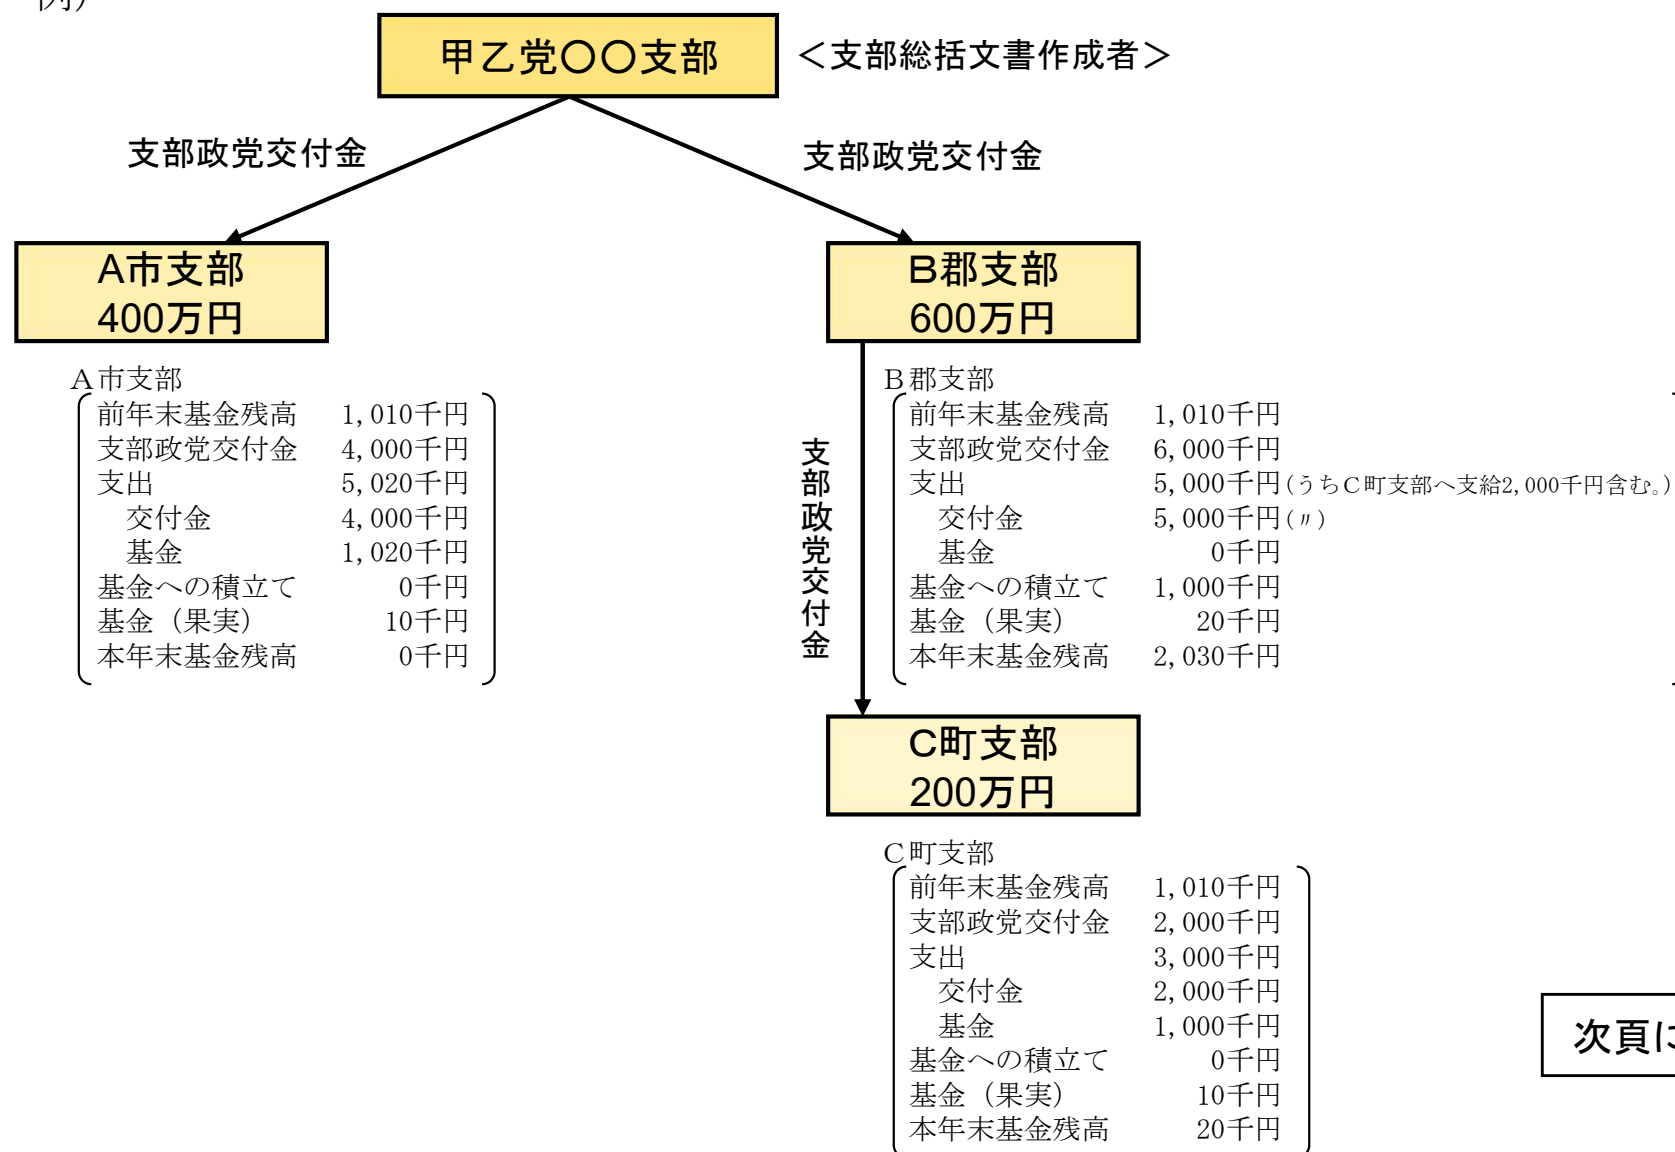 例)
甲乙党〇〇支部
＜支部総括文書作成者＞
支部政党交付金
支部政党交付金
A市支部
400万円
B郡支部
600万円
A市支部
前年末基金残高 1,010千円
支部政党交付金 4,000千円
支出 5,020千円
交付金 4,000千円
基金 1,020千円
基金への積立て 0千円
基金（果実） 10千円
本年末基金残高 0千円
支部政党交付金
B郡支部
前年末基金残高 1,010千円
支部政党交付金 6,000千円
支出 5,000千円(うちC町支部へ支給2,000千円含む。)
交付金 5,000千円(〃)
基金 0千円
基金への積立て 1,000千円
基金（果実） 20千円
本年末基金残高 2,030千円
C町支部
200万円
C町支部
前年末基金残高 1,010千円
支部政党交付金 2,000千円
支出 3,000千円
交付金 2,000千円
基金 1,000千円
基金への積立て 0千円
基金（果実） 10千円
本年末基金残高 20千円
次頁に